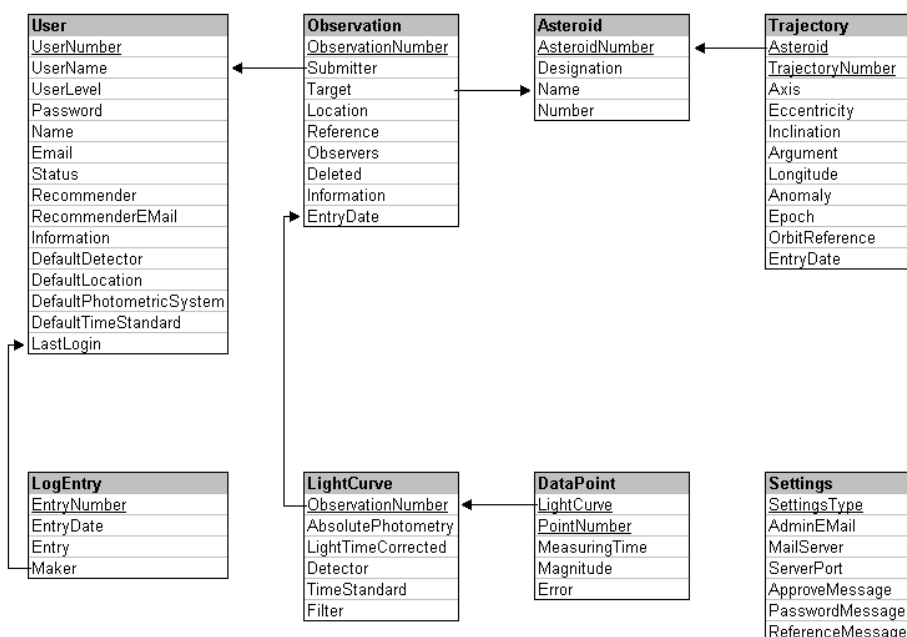 User
UserNumber
UserName
UserLevel
Password
Name
Email
Status
Recommender
RecommenderEMail
Information
DefaultDetector
DefaultLocation
DefaultPhotometricSystem
DefaultTimeStandard
LastLogin
Observation
ObservationNumber
Submitter
Target
Location
Reference
Observers
Deleted
Information
EntryDate
Asteroid
AsteroidNumber
Designation
Name
Number
Trajectory
Asteroid
TrajectoryNumber
Axis
Eccentricity
Inclination
Argument
Longitude
Anomaly
Epoch
OrbitReference
EntryDate
LogEntry
EntryNumber
EntryDate
Entry
Maker
LightCurve
ObservationNumber
AbsolutePhotometry
LightTimeCorrected
Detector
TimeStandard
Filter
DataPoint
LightCurve
PointNumber
MeasuringTime
Magnitude
Error
Settings
SettingsType
AdminEMail
MailServer
ServerPort
ApproveMessage
PasswordMessage
ReferenceMessage